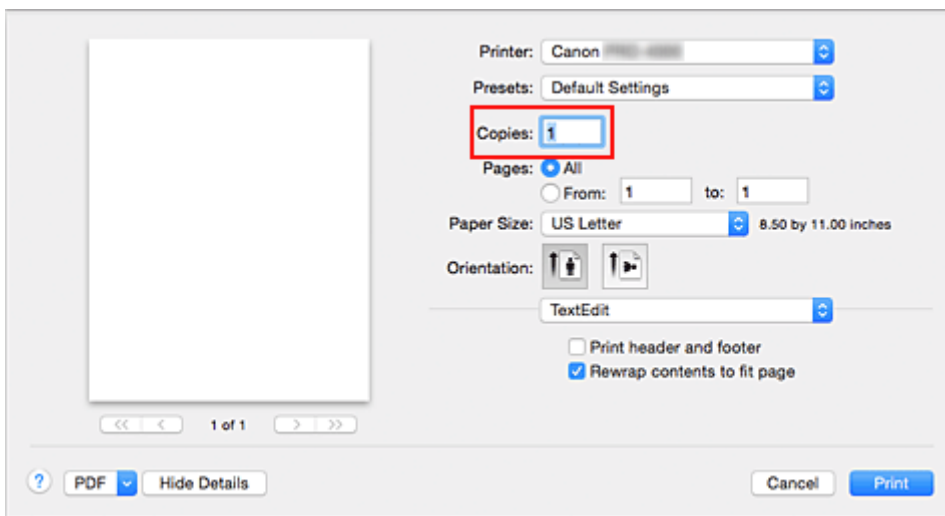 Printer: Canon
Presets: Default Settings
Copies: 1
Pages: All
From: 1 to: 1
Paper Size: US Letter 8.50 by 11.00 inches
Orientation:
TextEdit
Print header and footer
Rewrap contents to fit page
<< < 1 of 1 > >>
? PDF Hide Details Cancel Print